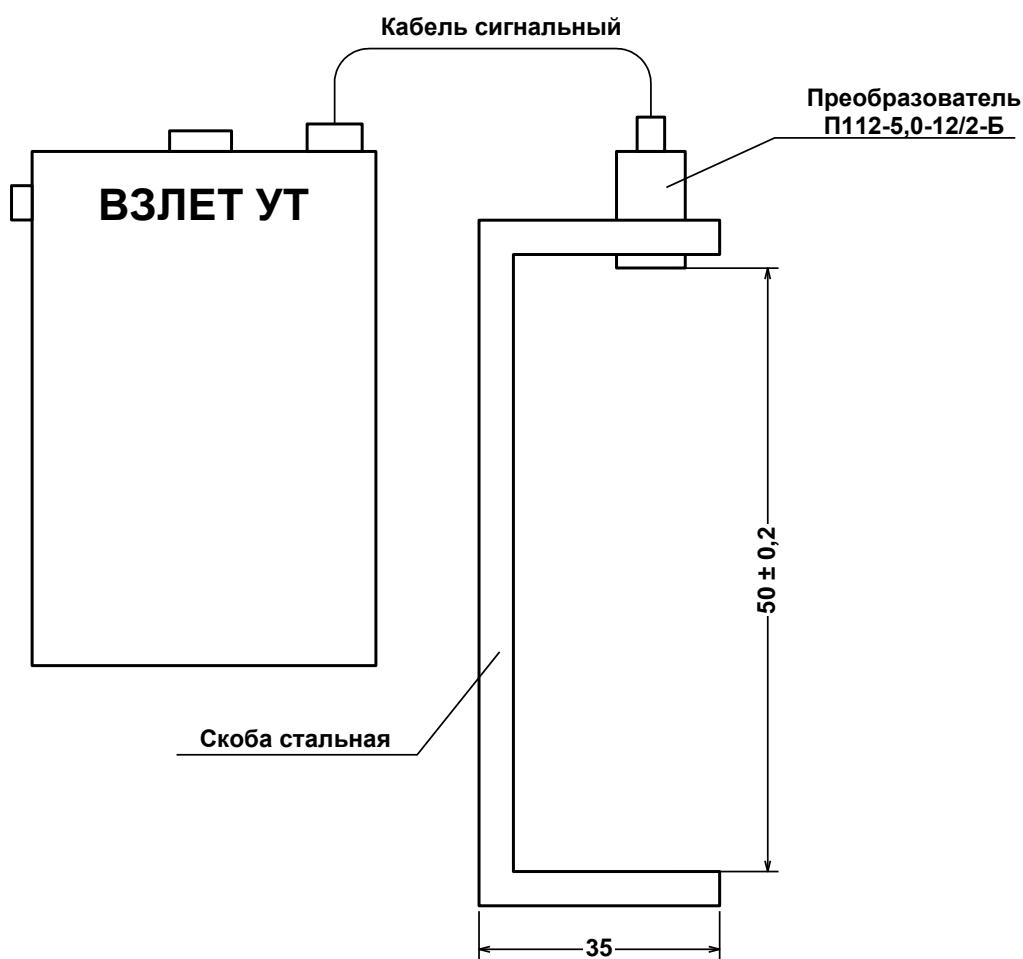 Кабель сигнальный
Преобразователь
П112-5,0-12/2-Б
ВЗЛЕТ УТ
50 ± 0,2
Скоба стальная
35